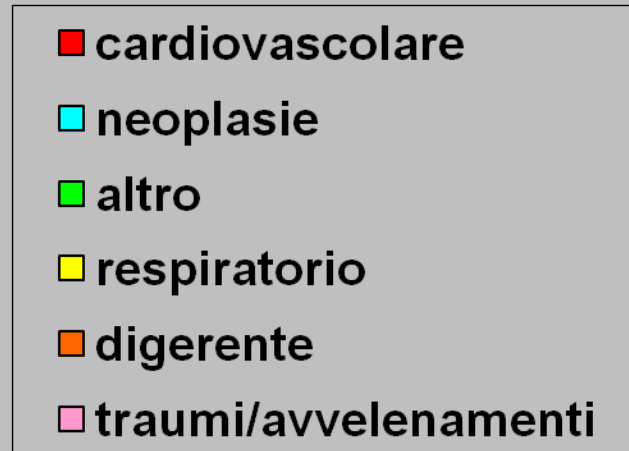 cardiovascolare
neoplasie
altro
respiratorio
digerente
traumi/avvelenamenti